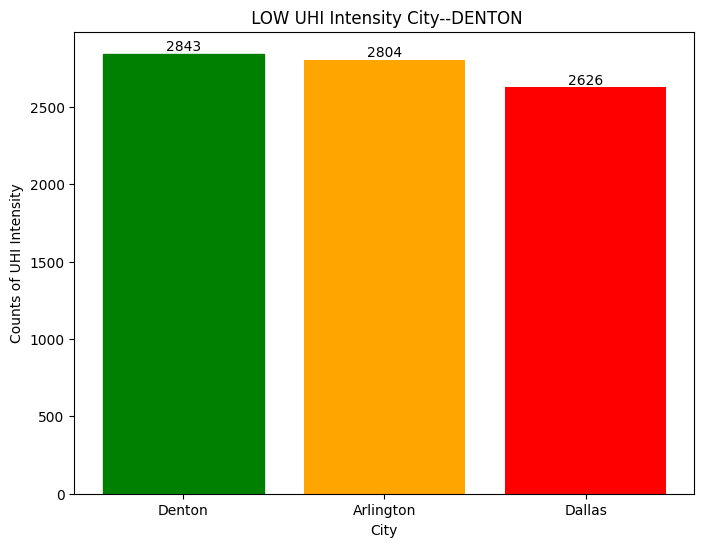 LOW UHI Intensity City--DENTON
Counts of UHI Intensity
2500
2000
1500
1000
500
0
2843
2804
2626
Denton
Arlington
Dallas
City